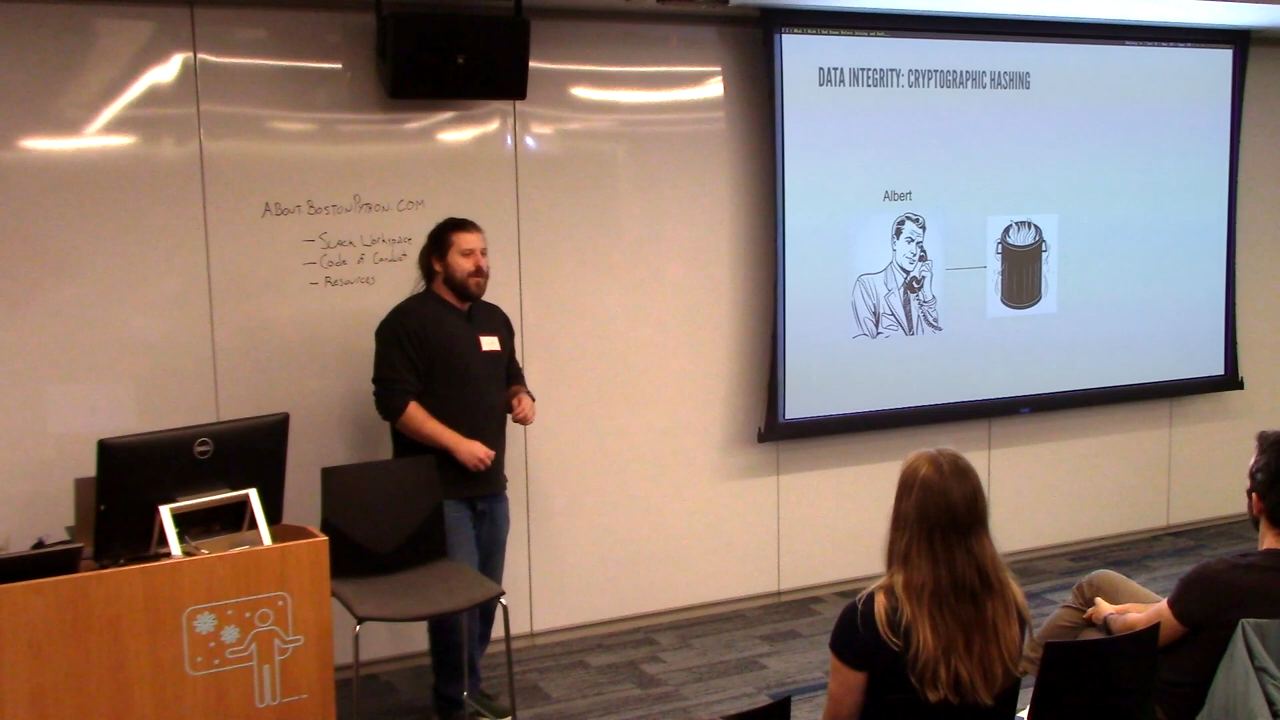 DATA INTEGRITY: CRYPTOGRAPHIC HASHING
Albert
ABOUT.BOSTONPYTHON.COM
- Slack Workspace
- Code of Conduct
- Resources
DELL